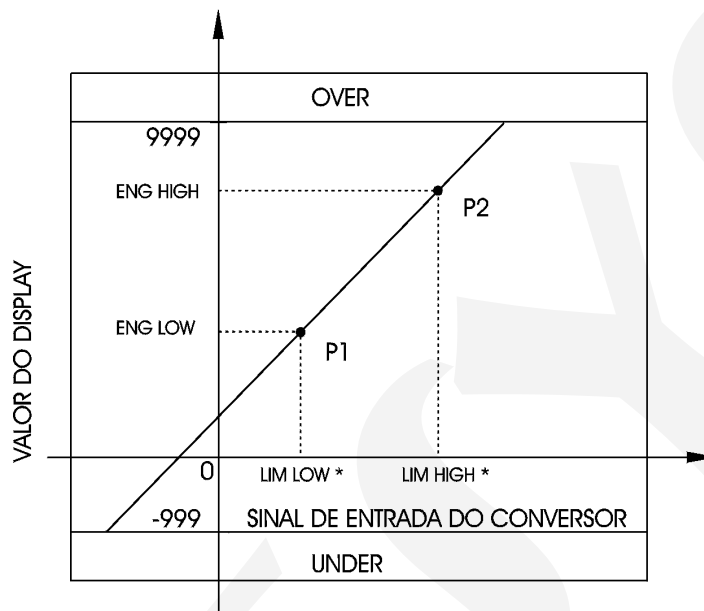 OVER
9999
ENG HIGH
P2
ENG LOW
P1
VALOR DO DISPLAY
0
LIM LOW *
LIM HIGH *
-999
SINAL DE ENTRADA DO CONVERSOR
UNDER